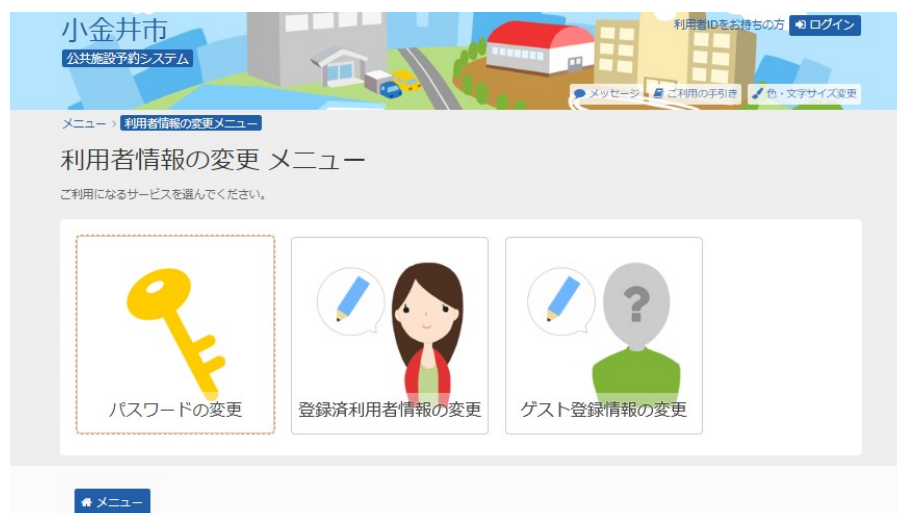 小金井市
公共施設予約システム
利用者IDをお持ちの方 ログイン
メッセージ ご利用の手引き 色・文字サイズ変更
メニュー › 利用者情報の変更メニュー
利用者情報の変更 メニュー
ご利用になるサービスを選んでください。
?
パスワードの変更 登録済利用者情報の変更 ゲスト登録情報の変更
メニュー